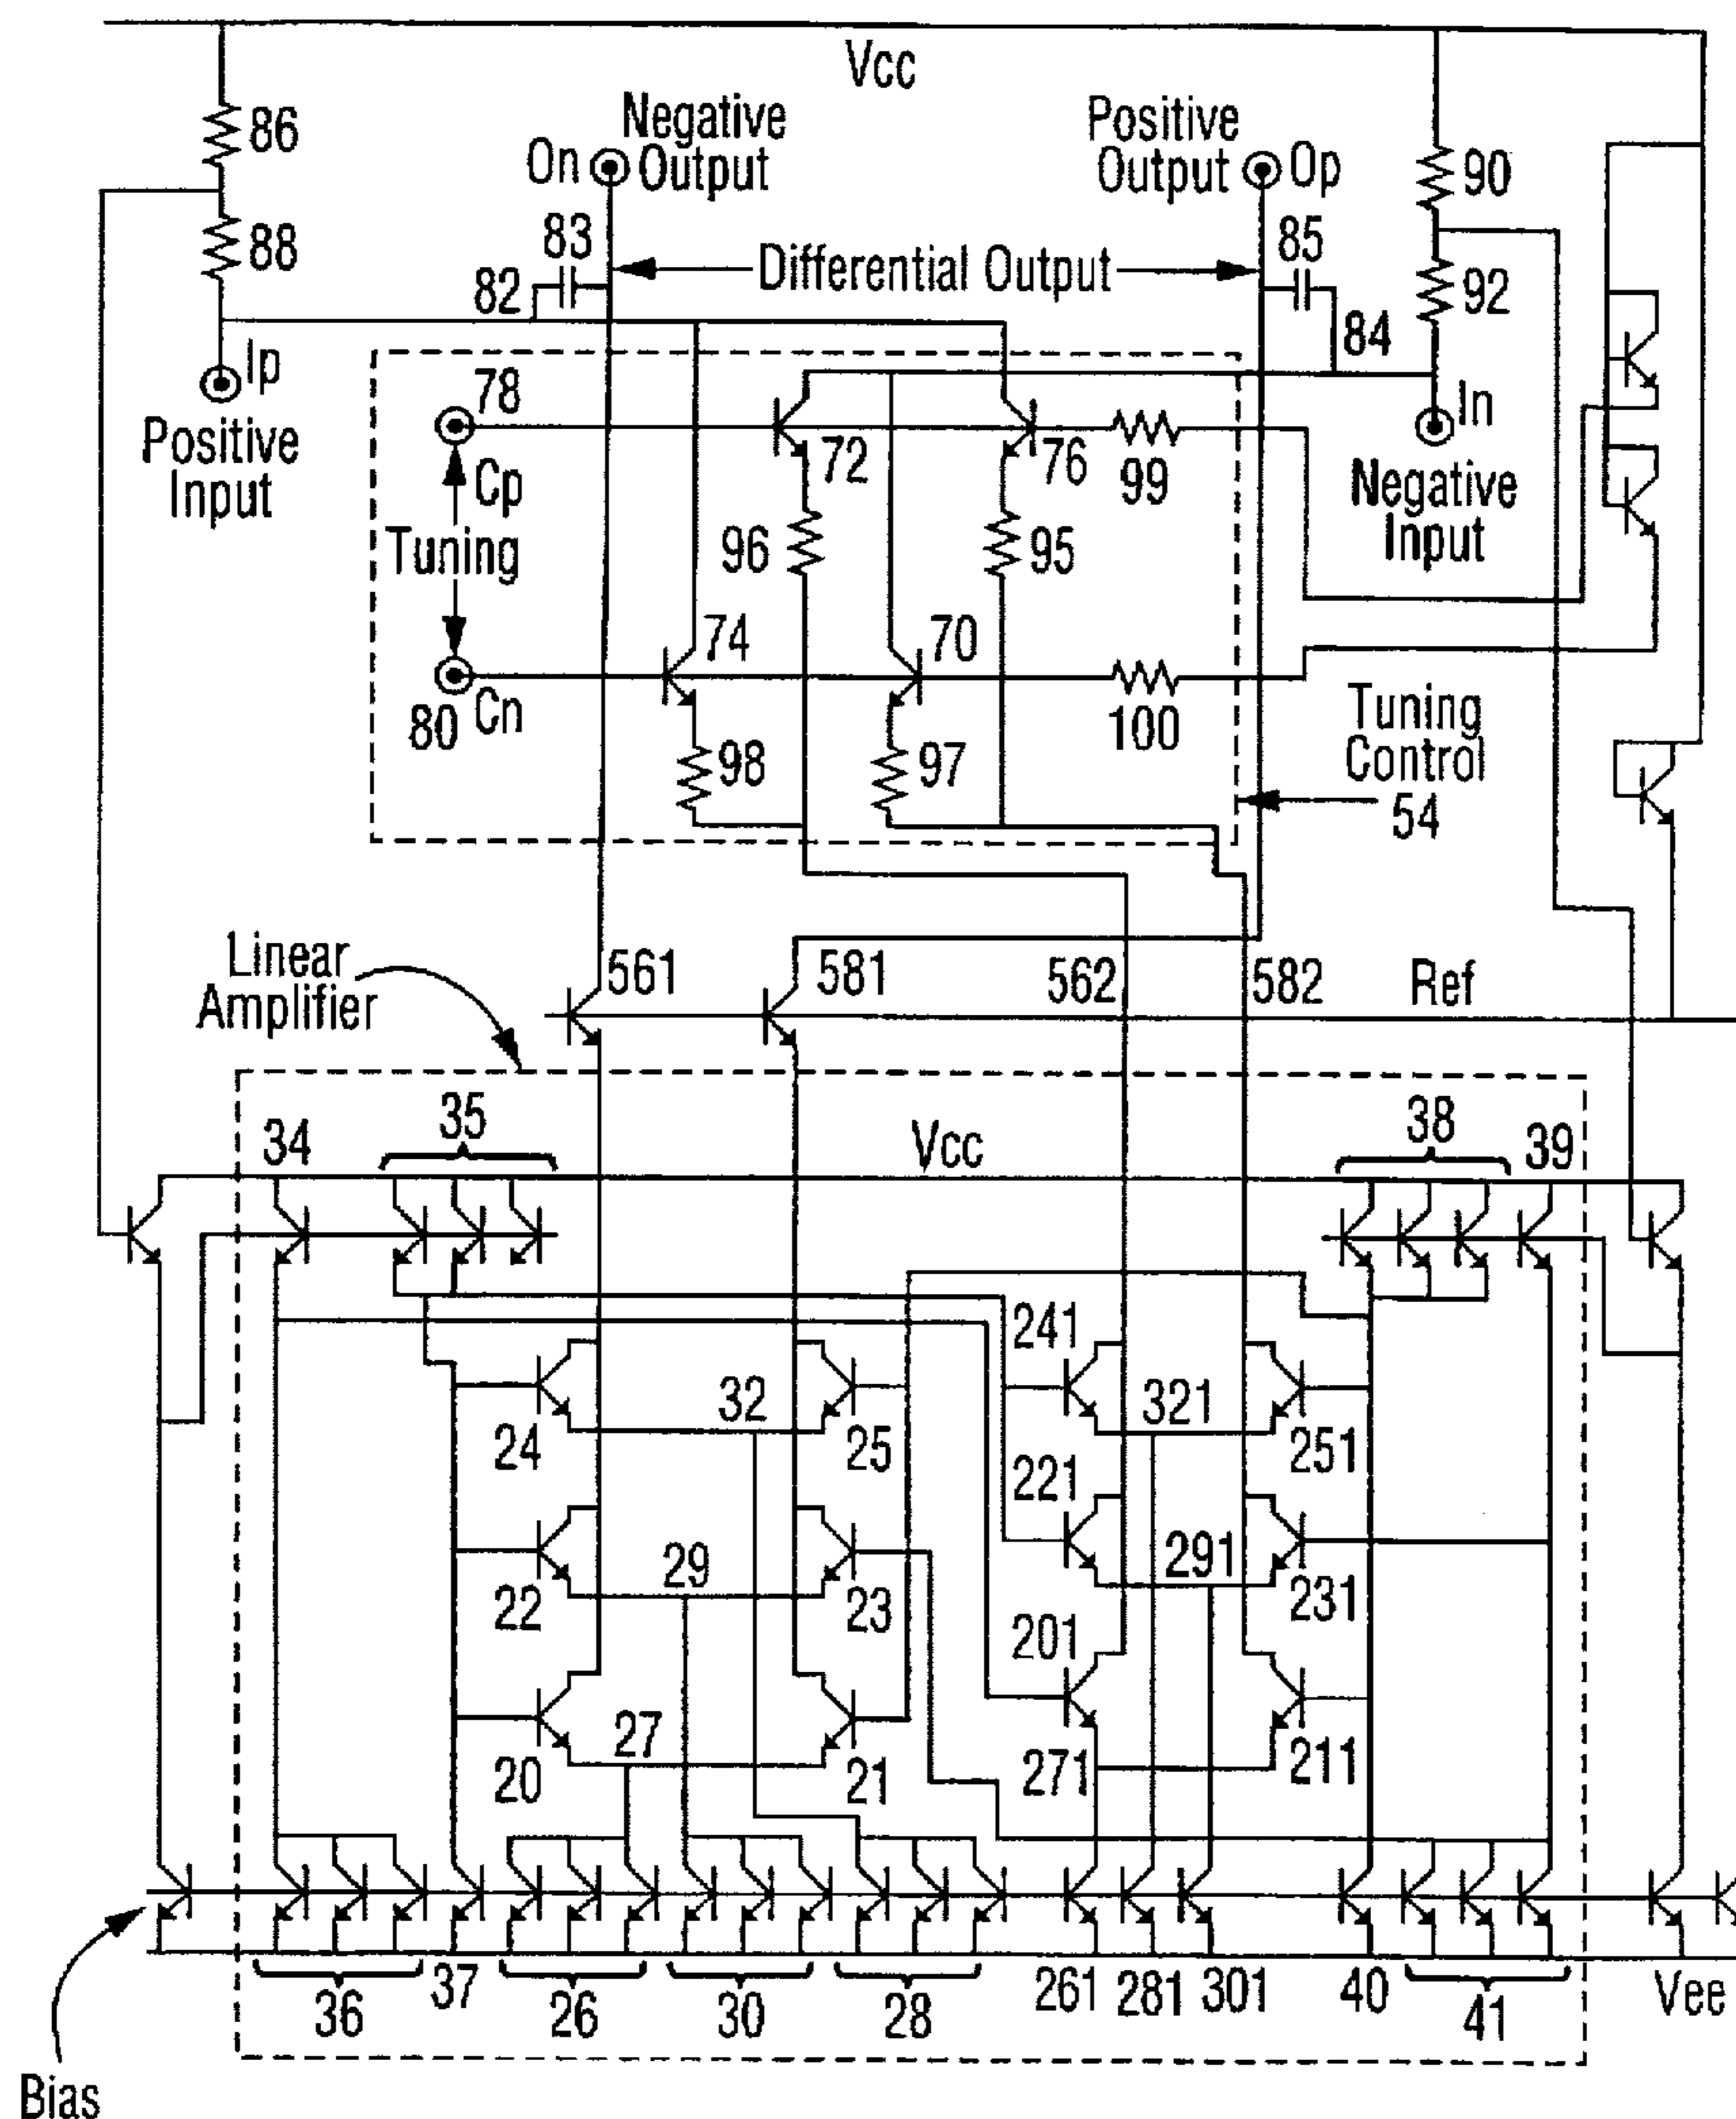 Vcc
86
Negative
Output
On
Positive
Output
Op
90
88
83
85
Differential Output
82
92
84
Ip
Positive
Input
78
In
Negative
Input
Cp
72
76
99
Tuning
96
95
74
70
80
Cn
98
97
100
Tuning
Control
54
Linear
Amplifier
561
581
562
582
Ref
34
35
Vcc
38
39
241
24
32
25
321
251
221
22
29
23
291
231
201
20
27
21
271
211
36
37
26
30
28
261
281
301
40
41
Vee
Bias